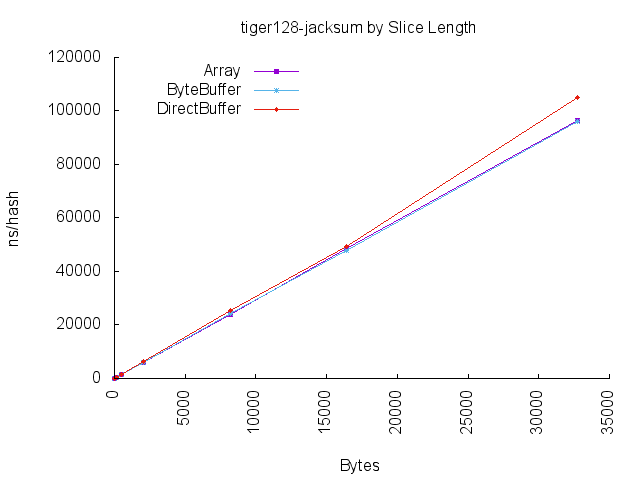 tiger128-jacksum by Slice Length
120000
100000
80000
60000
40000
20000
0
ns/hash
Array
ByteBuffer
DirectBuffer
0
5000
10000
15000
20000
25000
30000
35000
Bytes